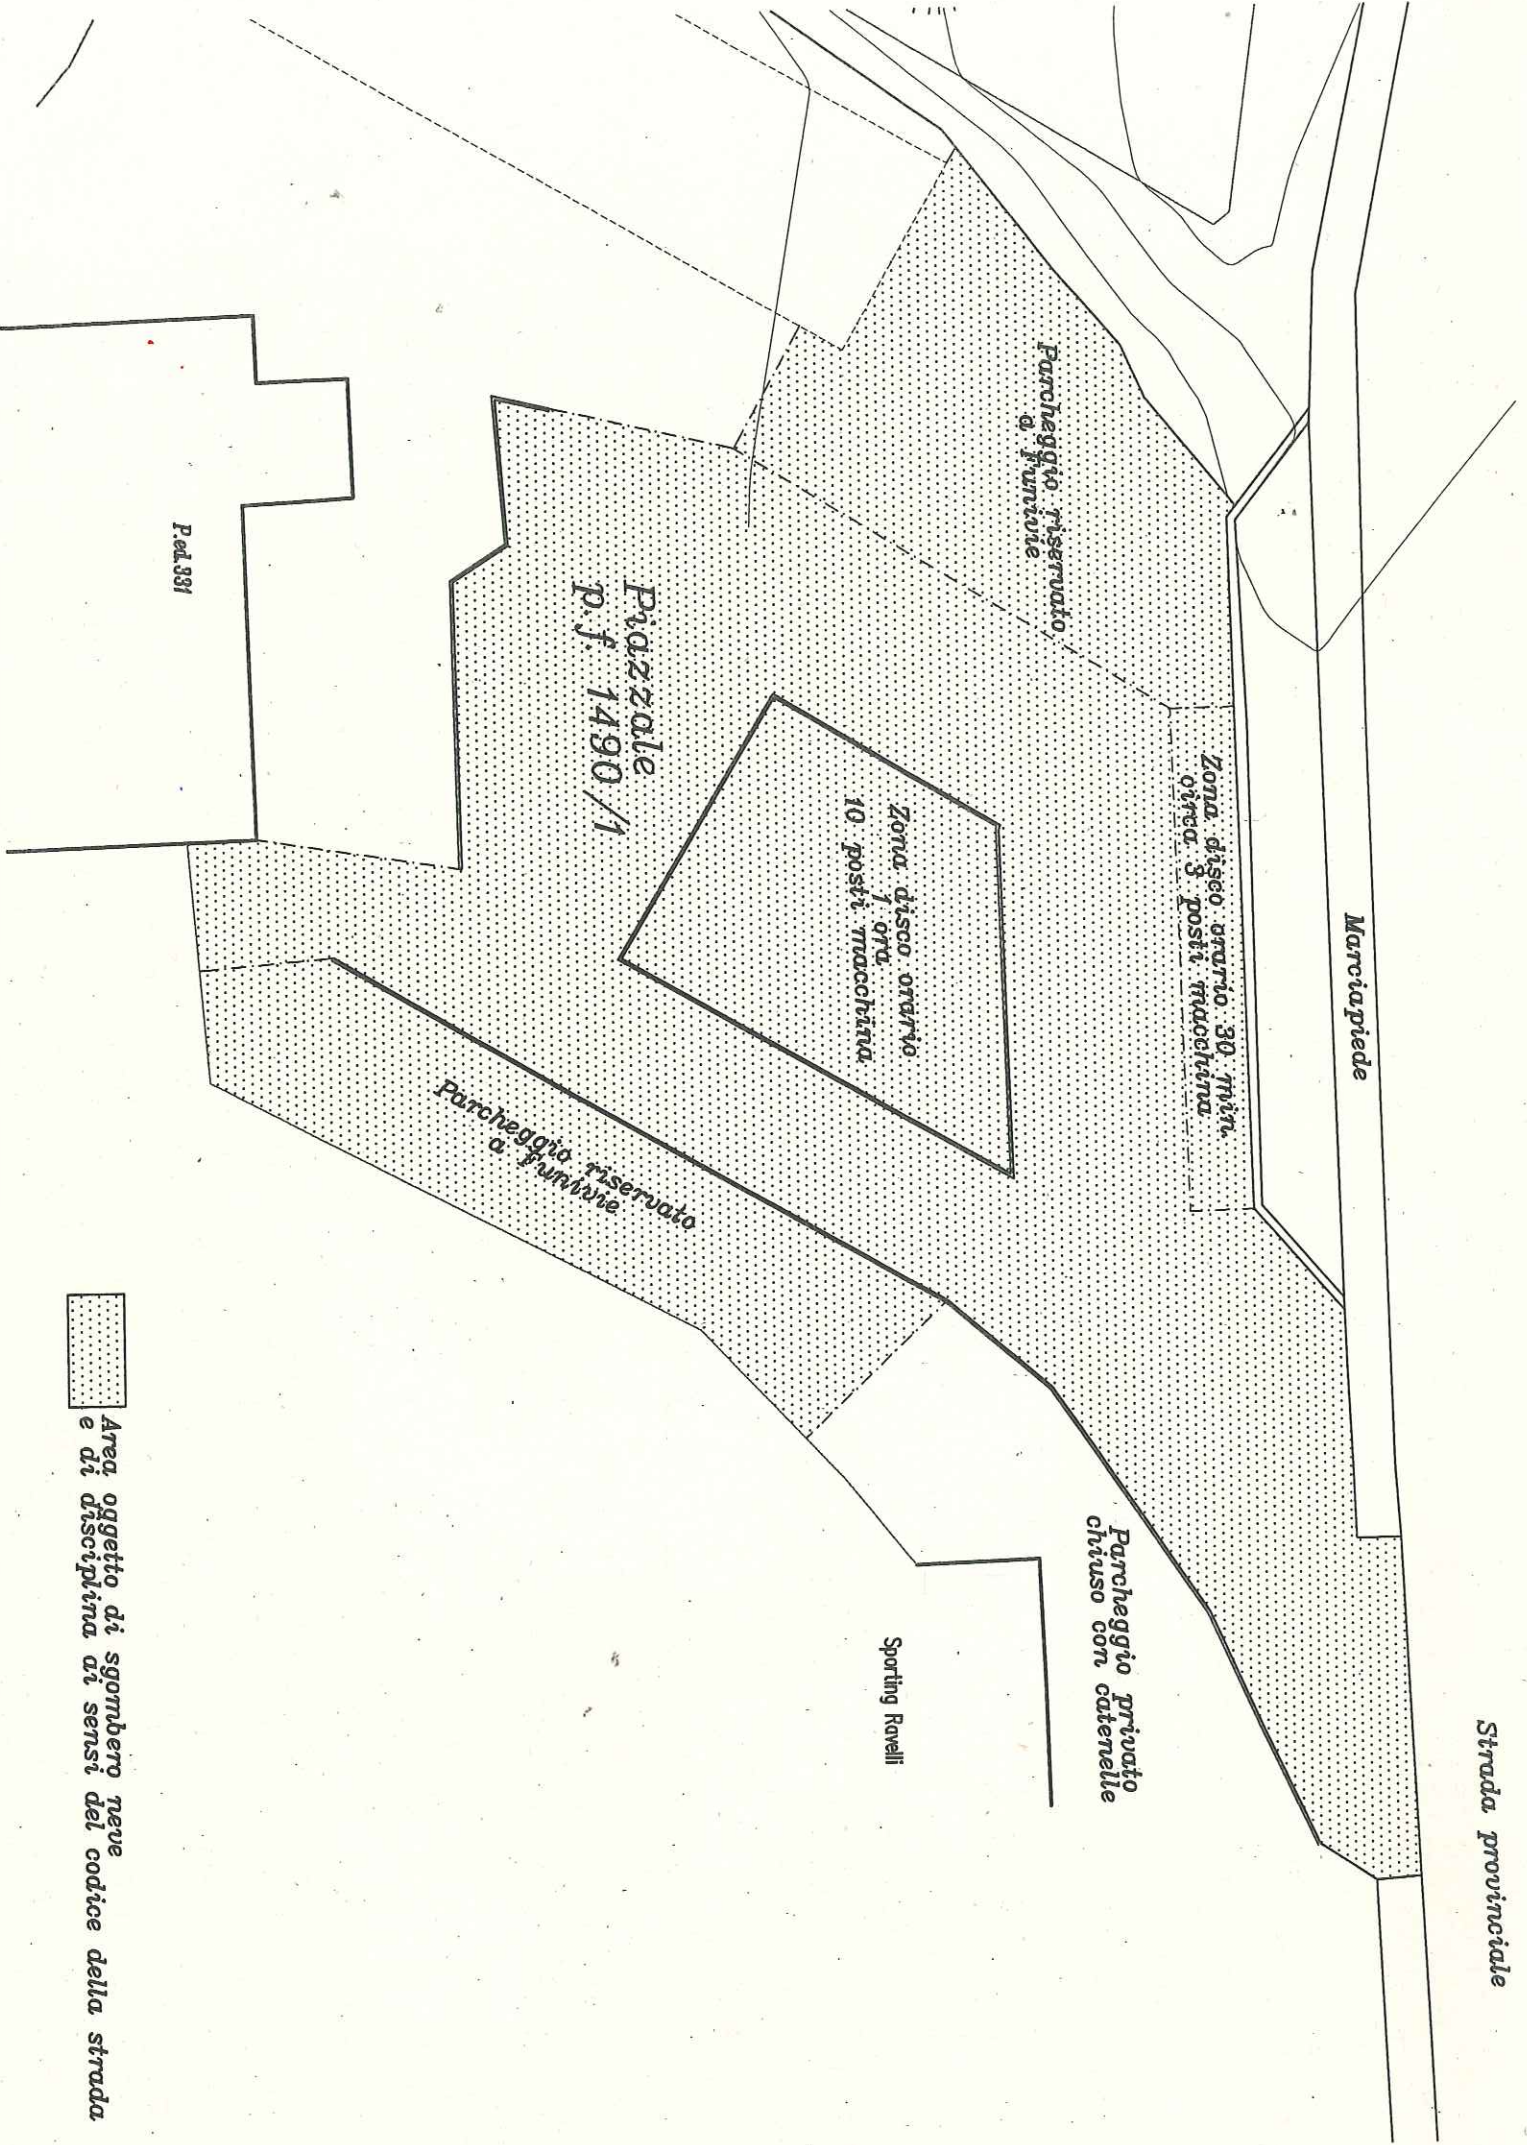 Strada provinciale
Marciapiede
Zona disco orario 30 min.
circa 3 posti macchina
Parcheggio riservato
a Funivie
Zona disco orario
1 ora
10 posti macchina
Parcheggio privato
chiuso con catenelle
Sporting Ravelli
Piazzale
p.f. 1490/1
Parcheggio riservato
a Funivie
P.ed.331
Area oggetto di sgombero neve
e di disciplina ai sensi del codice della strada